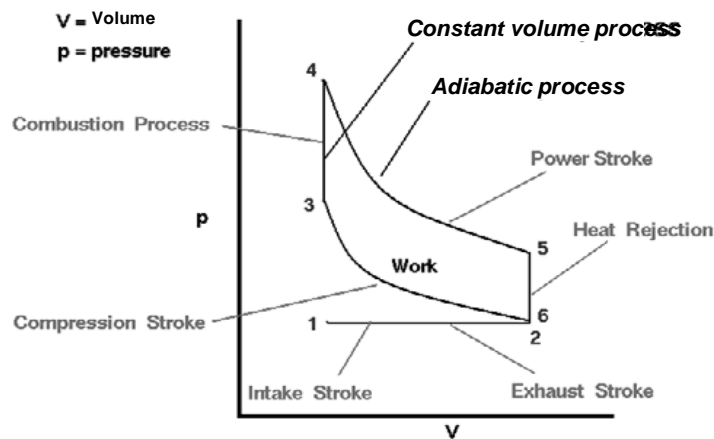 V = Volume
p = pressure
Constant volume process
Adiabatic process
4
Combustion Process
Power Stroke
3
p
5
Heat Rejection
Work
6
Compression Stroke
1
2
Intake Stroke
Exhaust Stroke
V